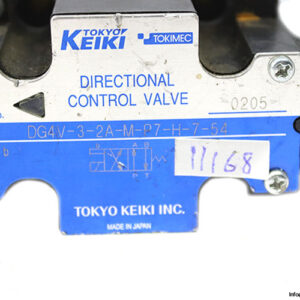 TOKYO
KEIKI TOKIMEC
DIRECTIONAL
CONTROL VALVE 0205
DG4V-3-2A-M-P7-H-7-54
b
A B
P T
11168
TOKYO KEIKI INC.
MADE IN JAPAN